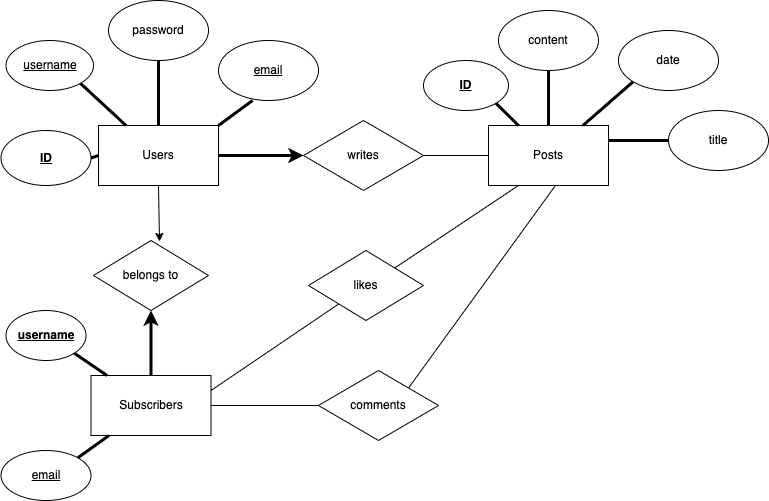 password
username
email
ID
Users
content
date
ID
title
writes
Posts
belongs to
likes
username
Subscribers
comments
email